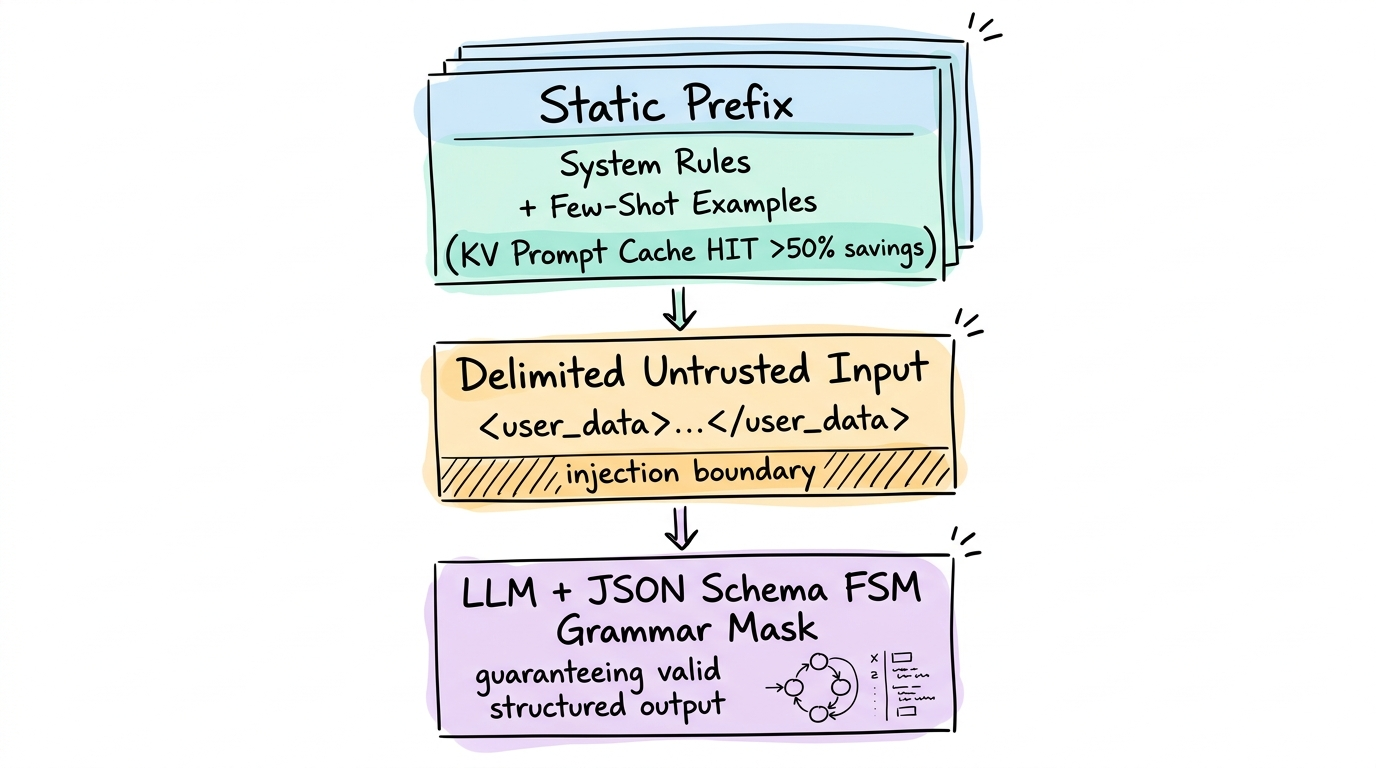 Static Prefix
System Rules
+ Few-Shot Examples
(KV Prompt Cache HIT >50% savings)
Delimited Untrusted Input
<user_data>...</user_data>
injection boundary
LLM + JSON Schema FSM
Grammar Mask
guaranteeing valid
structured output
x
2